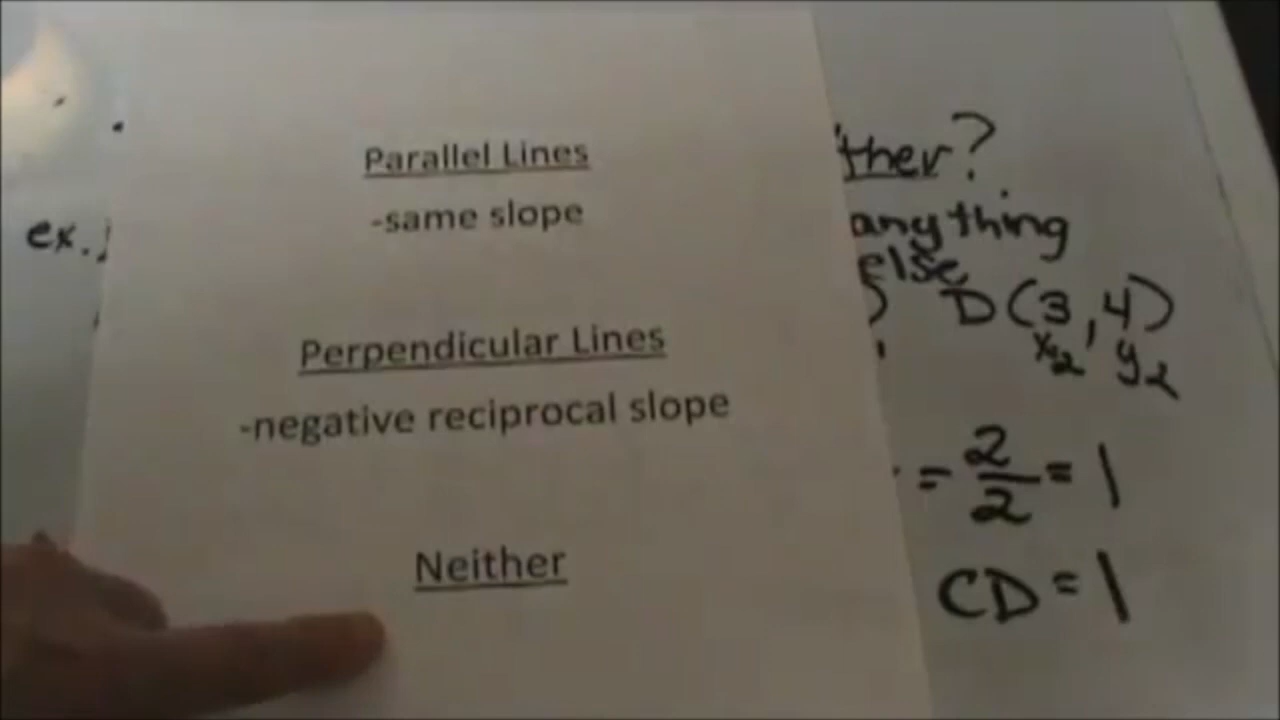 Parallel Lines
-same slope
Perpendicular Lines
-negative reciprocal slope
Neither
ther?
ex.
anything
else
D(3,4)
x2, y2
= 2/2 = 1
CD = 1